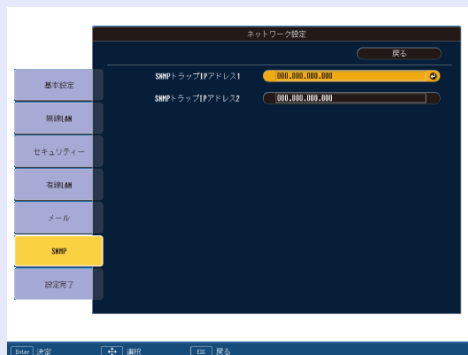 ネットワーク設定
戻る
基本設定
無線LAN
セキュリティー
有線LAN
メール
SNMP
設定完了
SNMPトラップIPアドレス1 000.000.000.000
SNMPトラップIPアドレス2 000.000.000.000
Enter 決定 選択 ESC 戻る